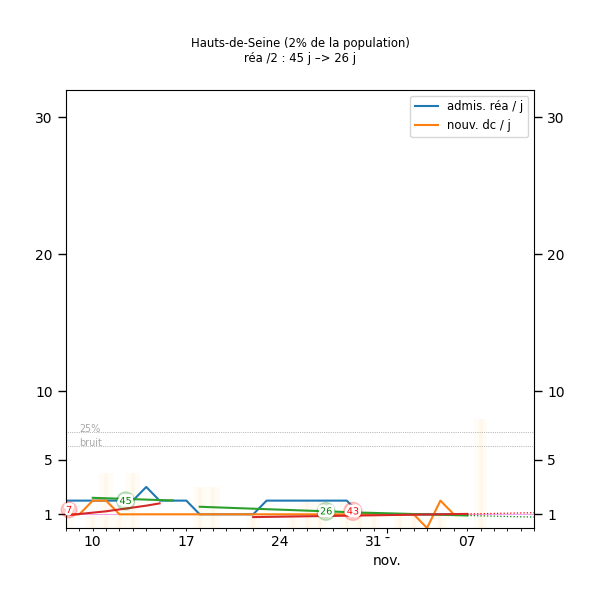 Hauts-de-Seine (2% de la population)
réa /2 : 45 j –> 26 j
admis. réa / j
nouv. dc / j
30 30
20 20
10 10
25%
bruit
5 5
7 45 26 43
1 1
10 17 24 31 - 07
nov.